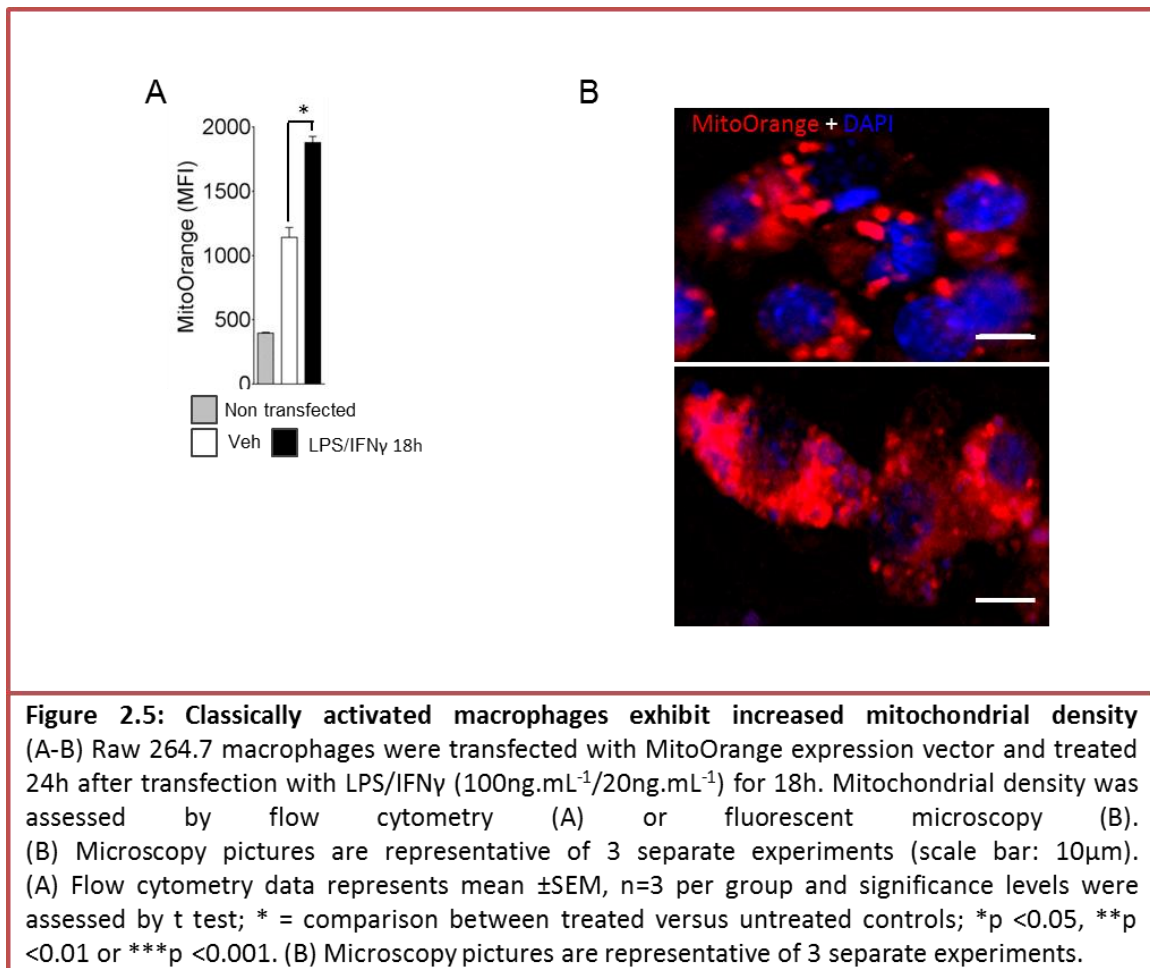 A
B
*
2000
1500
1000
500
0
MitoOrange (MFI)
Non transfected
Veh
LPS/IFNγ 18h
MitoOrange + DAPI
Figure 2.5: Classically activated macrophages exhibit increased mitochondrial density
(A-B) Raw 264.7 macrophages were transfected with MitoOrange expression vector and treated
24h after transfection with LPS/IFNγ (100ng.mL⁻¹/20ng.mL⁻¹) for 18h. Mitochondrial density was
assessed by flow cytometry (A) or fluorescent microscopy (B).
(B) Microscopy pictures are representative of 3 separate experiments (scale bar: 10μm).
(A) Flow cytometry data represents mean ±SEM, n=3 per group and significance levels were
assessed by t test; * = comparison between treated versus untreated controls; *p <0.05, **p
<0.01 or ***p <0.001. (B) Microscopy pictures are representative of 3 separate experiments.